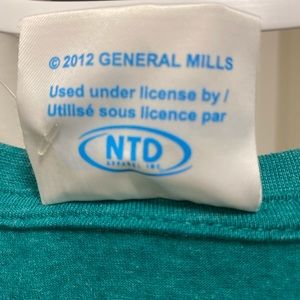 © 2012 GENERAL MILLS
Used under license by /
Utilisé sous licence par
NTD
APPAREL INC.